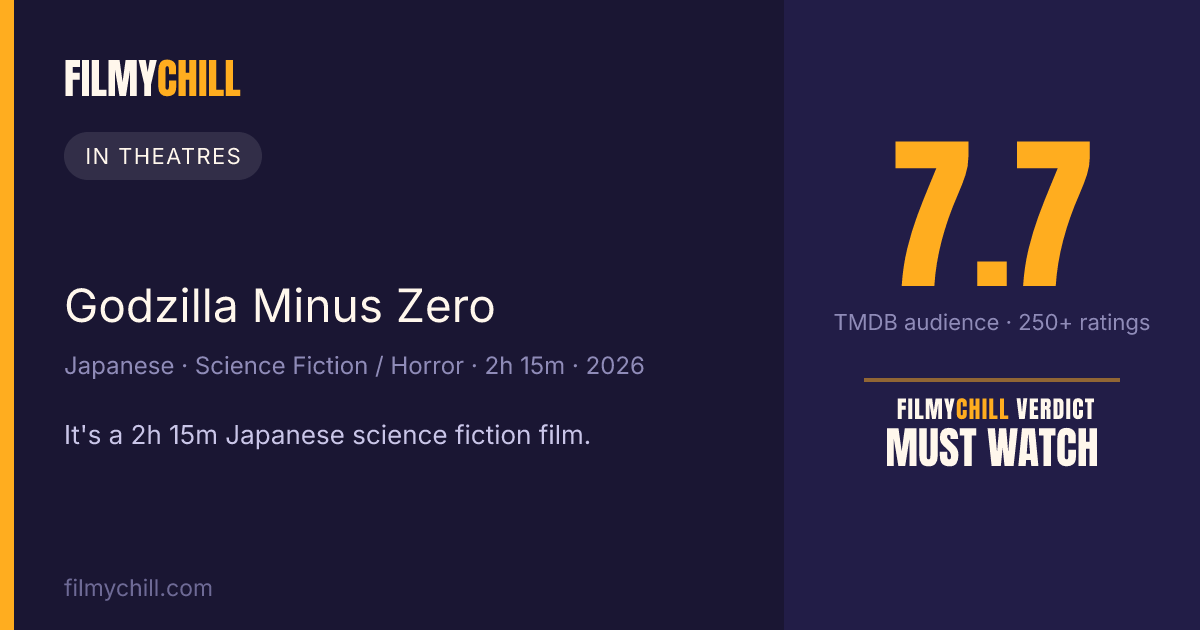 FILMYCHILL
IN THEATRES
Godzilla Minus Zero
Japanese · Science Fiction / Horror · 2h 15m · 2026
It's a 2h 15m Japanese science fiction film.
filmychill.com
7.7
TMDB audience · 250+ ratings
FILMYCHILL VERDICT
MUST WATCH